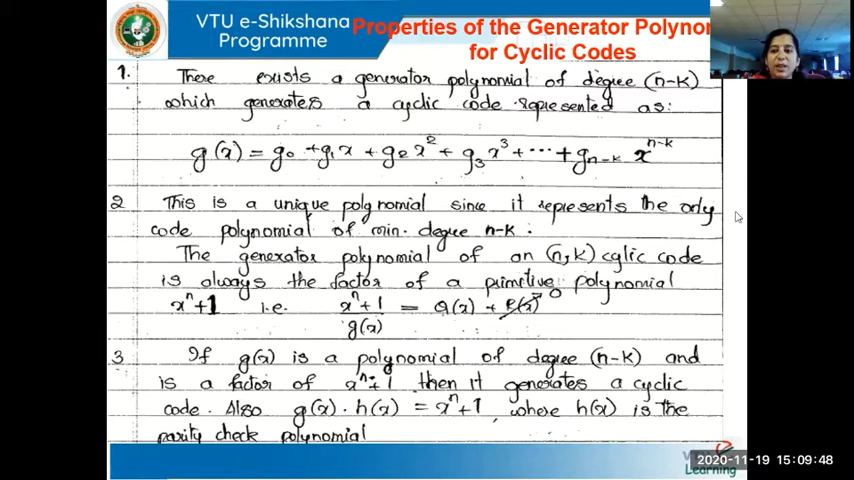 VTU e-Shikshana
Programme
Properties of the Generator Polynom
for Cyclic Codes
1. There exists a generator polynomial of degree (n-k)
which generates a cyclic code represented as:
g(x) = g₀ + g₁x + g₂x² + g₃x³ + ··· + gₙ₋ₖ xⁿ⁻ᵏ
2 This is a unique polynomial since it represents the only
code polynomial of min. degree n-k.
The generator polynomial of an (n,k) cyclic code
is always the factor of a primitive polynomial
xⁿ+1 i.e. xⁿ+1 / g(x) = Q(x) + R(x) 0
3 If g(x) is a polynomial of degree (n-k) and
is a factor of xⁿ+1 then it generates a cyclic
code. Also g(x)·h(x) = xⁿ+1, where h(x) is the
parity check polynomial
2020-11-19 15:09:48
Learning